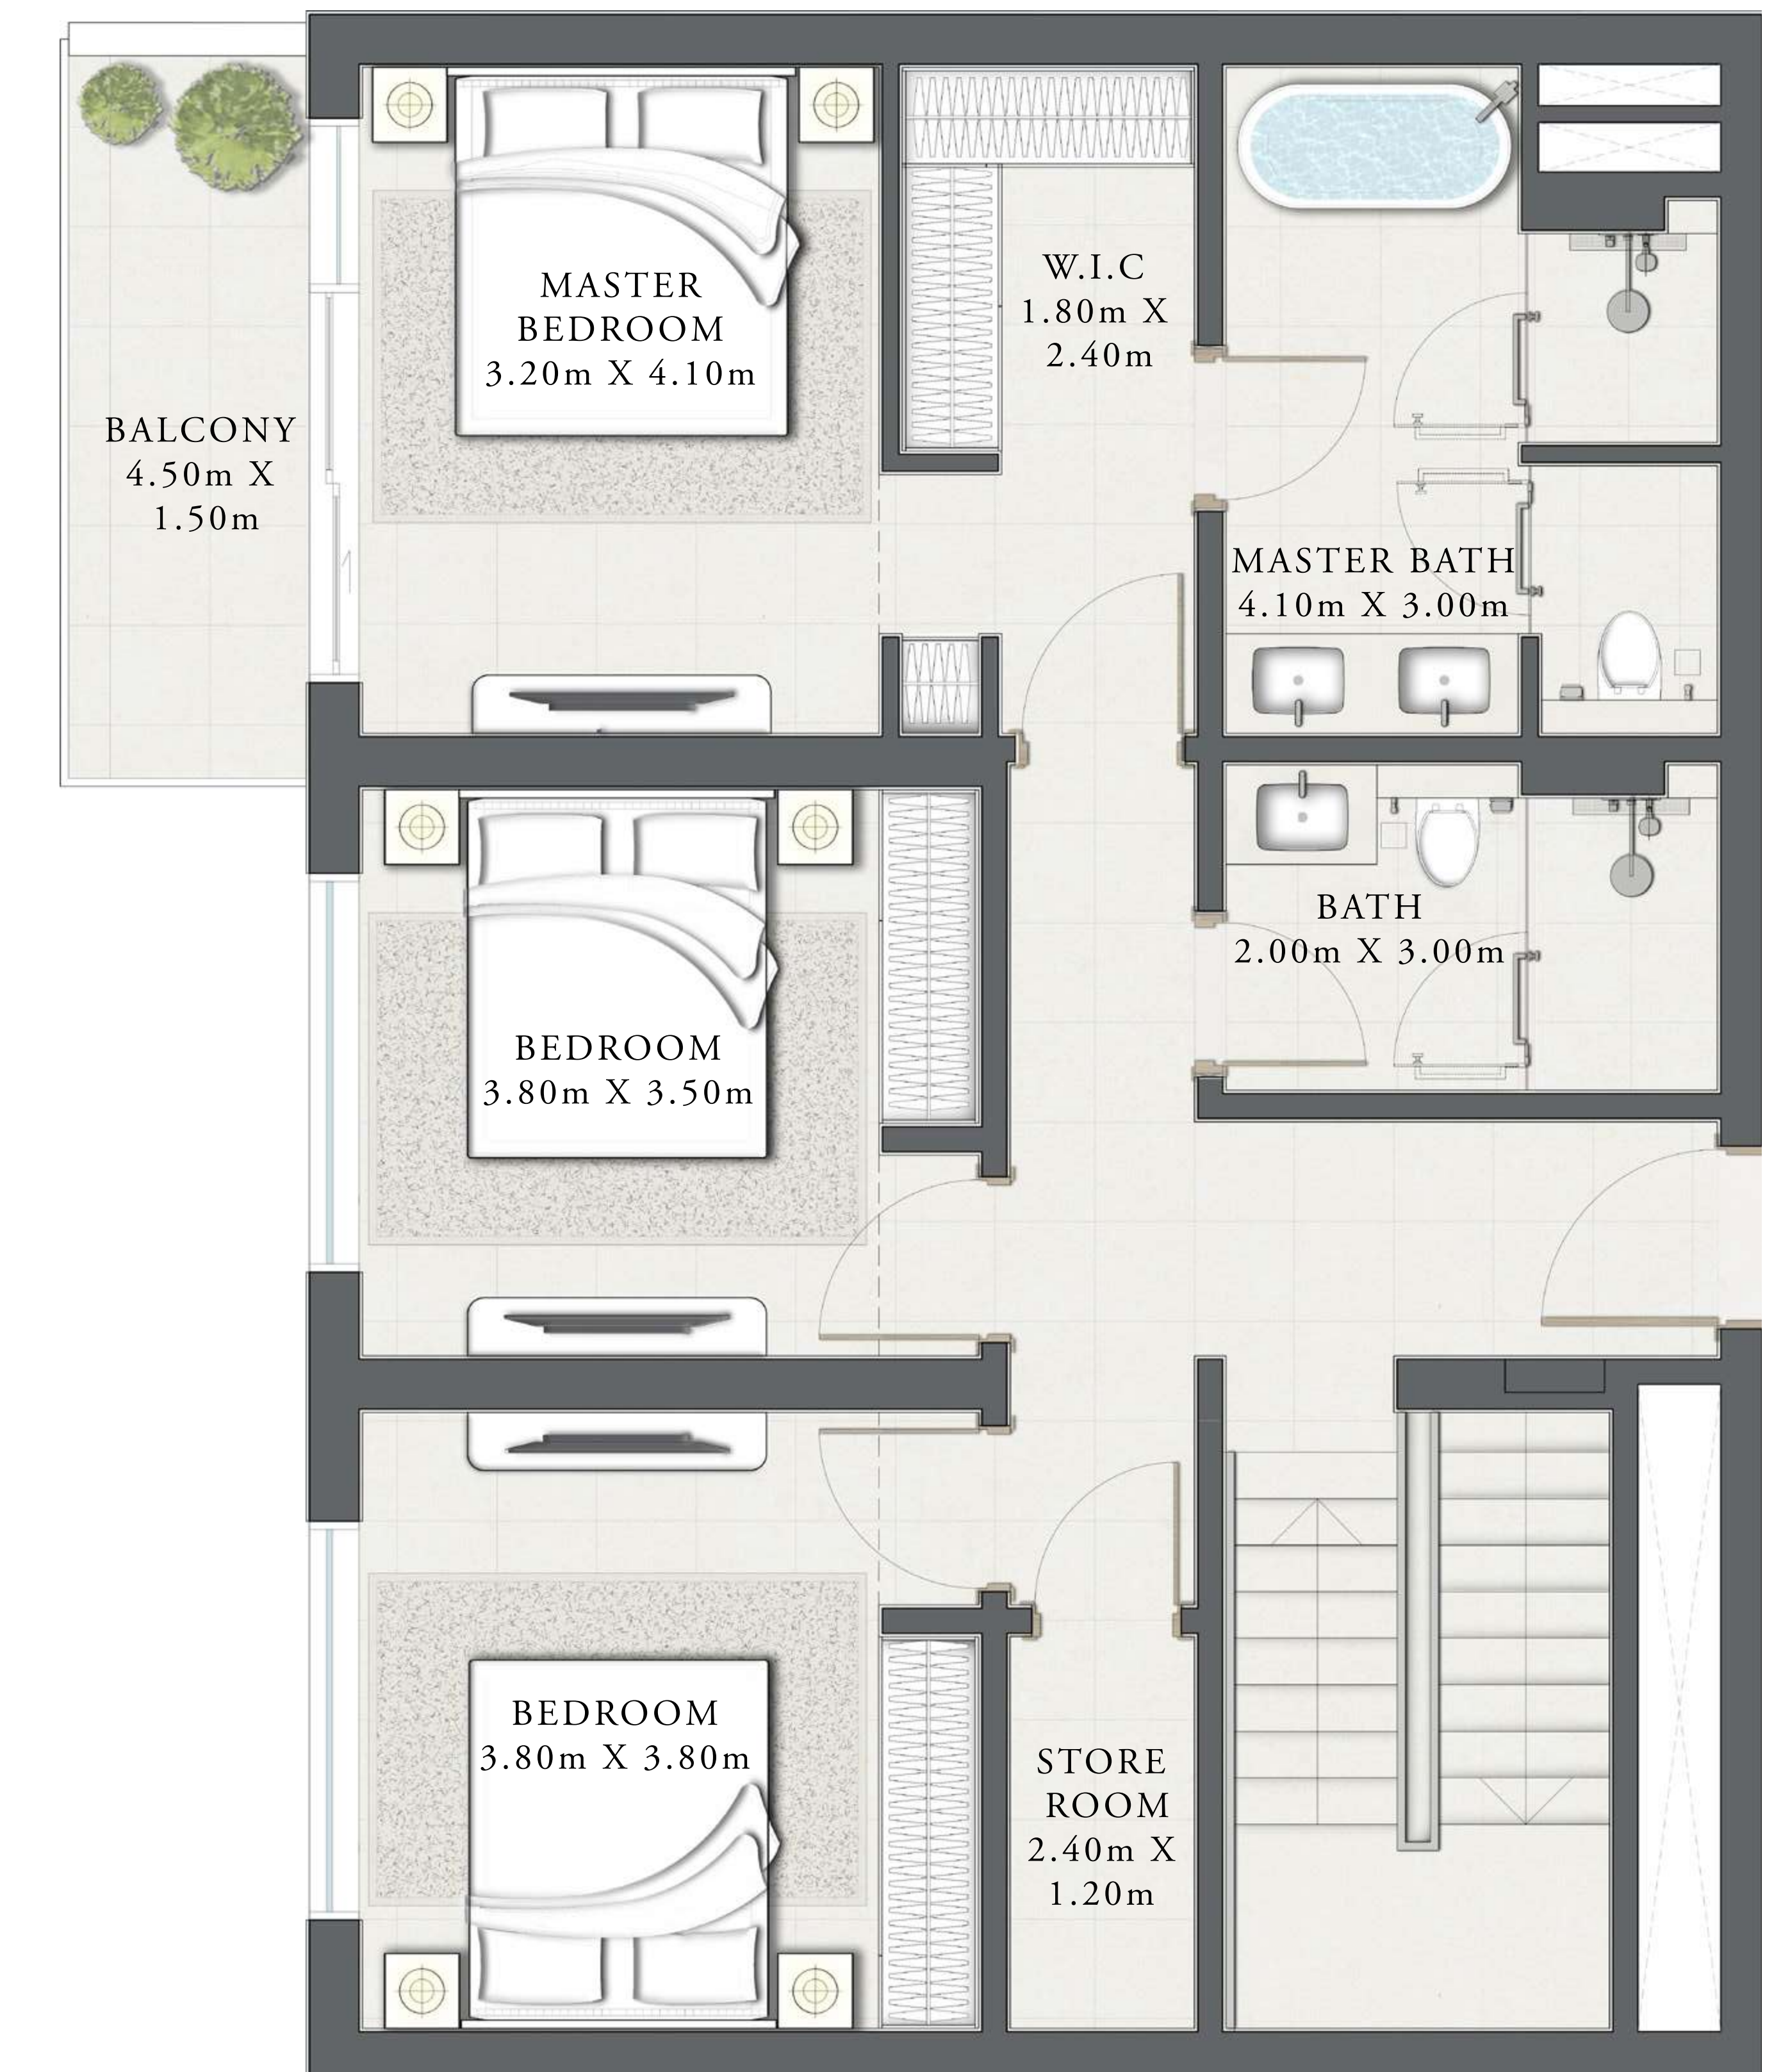 MASTER
BEDROOM
3.20m X 4.10m
W.I.C
1.80m X
2.40m
BALCONY
4.50m X
1.50m
MASTER BATH
4.10m X 3.00m
BATH
2.00m X 3.00m
BEDROOM
3.80m X 3.50m
BEDROOM
3.80m X 3.80m
STORE
ROOM
2.40m X
1.20m